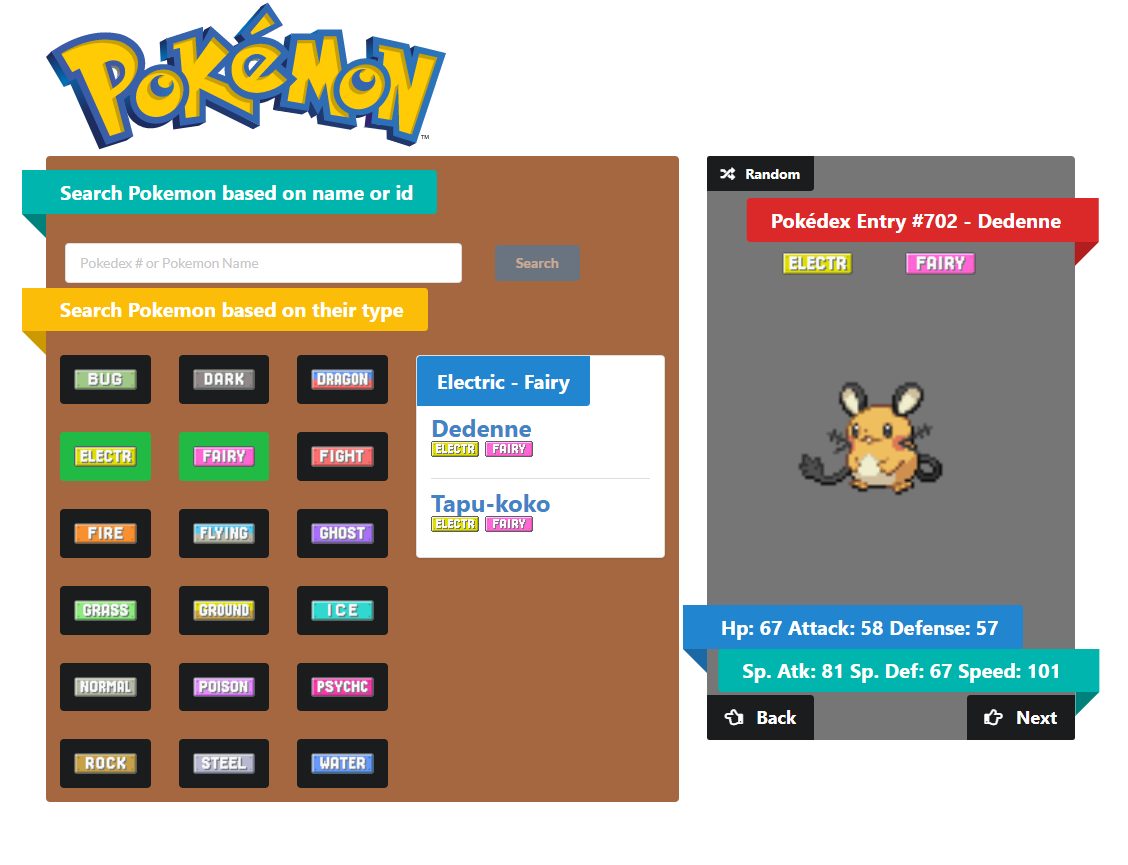 POKéMON
™
Search Pokemon based on name or id
Pokedex # or Pokemon Name
Search
Search Pokemon based on their type
BUG
DARK
DRAGON
ELECTR
FAIRY
FIGHT
FIRE
FLYING
GHOST
GRASS
GROUND
ICE
NORMAL
POISON
PSYCHC
ROCK
STEEL
WATER
Electric - Fairy
Dedenne
ELECTR FAIRY
Tapu-koko
ELECTR FAIRY
Random
Pokédex Entry #702 - Dedenne
ELECTR FAIRY
Hp: 67 Attack: 58 Defense: 57
Sp. Atk: 81 Sp. Def: 67 Speed: 101
Back
Next